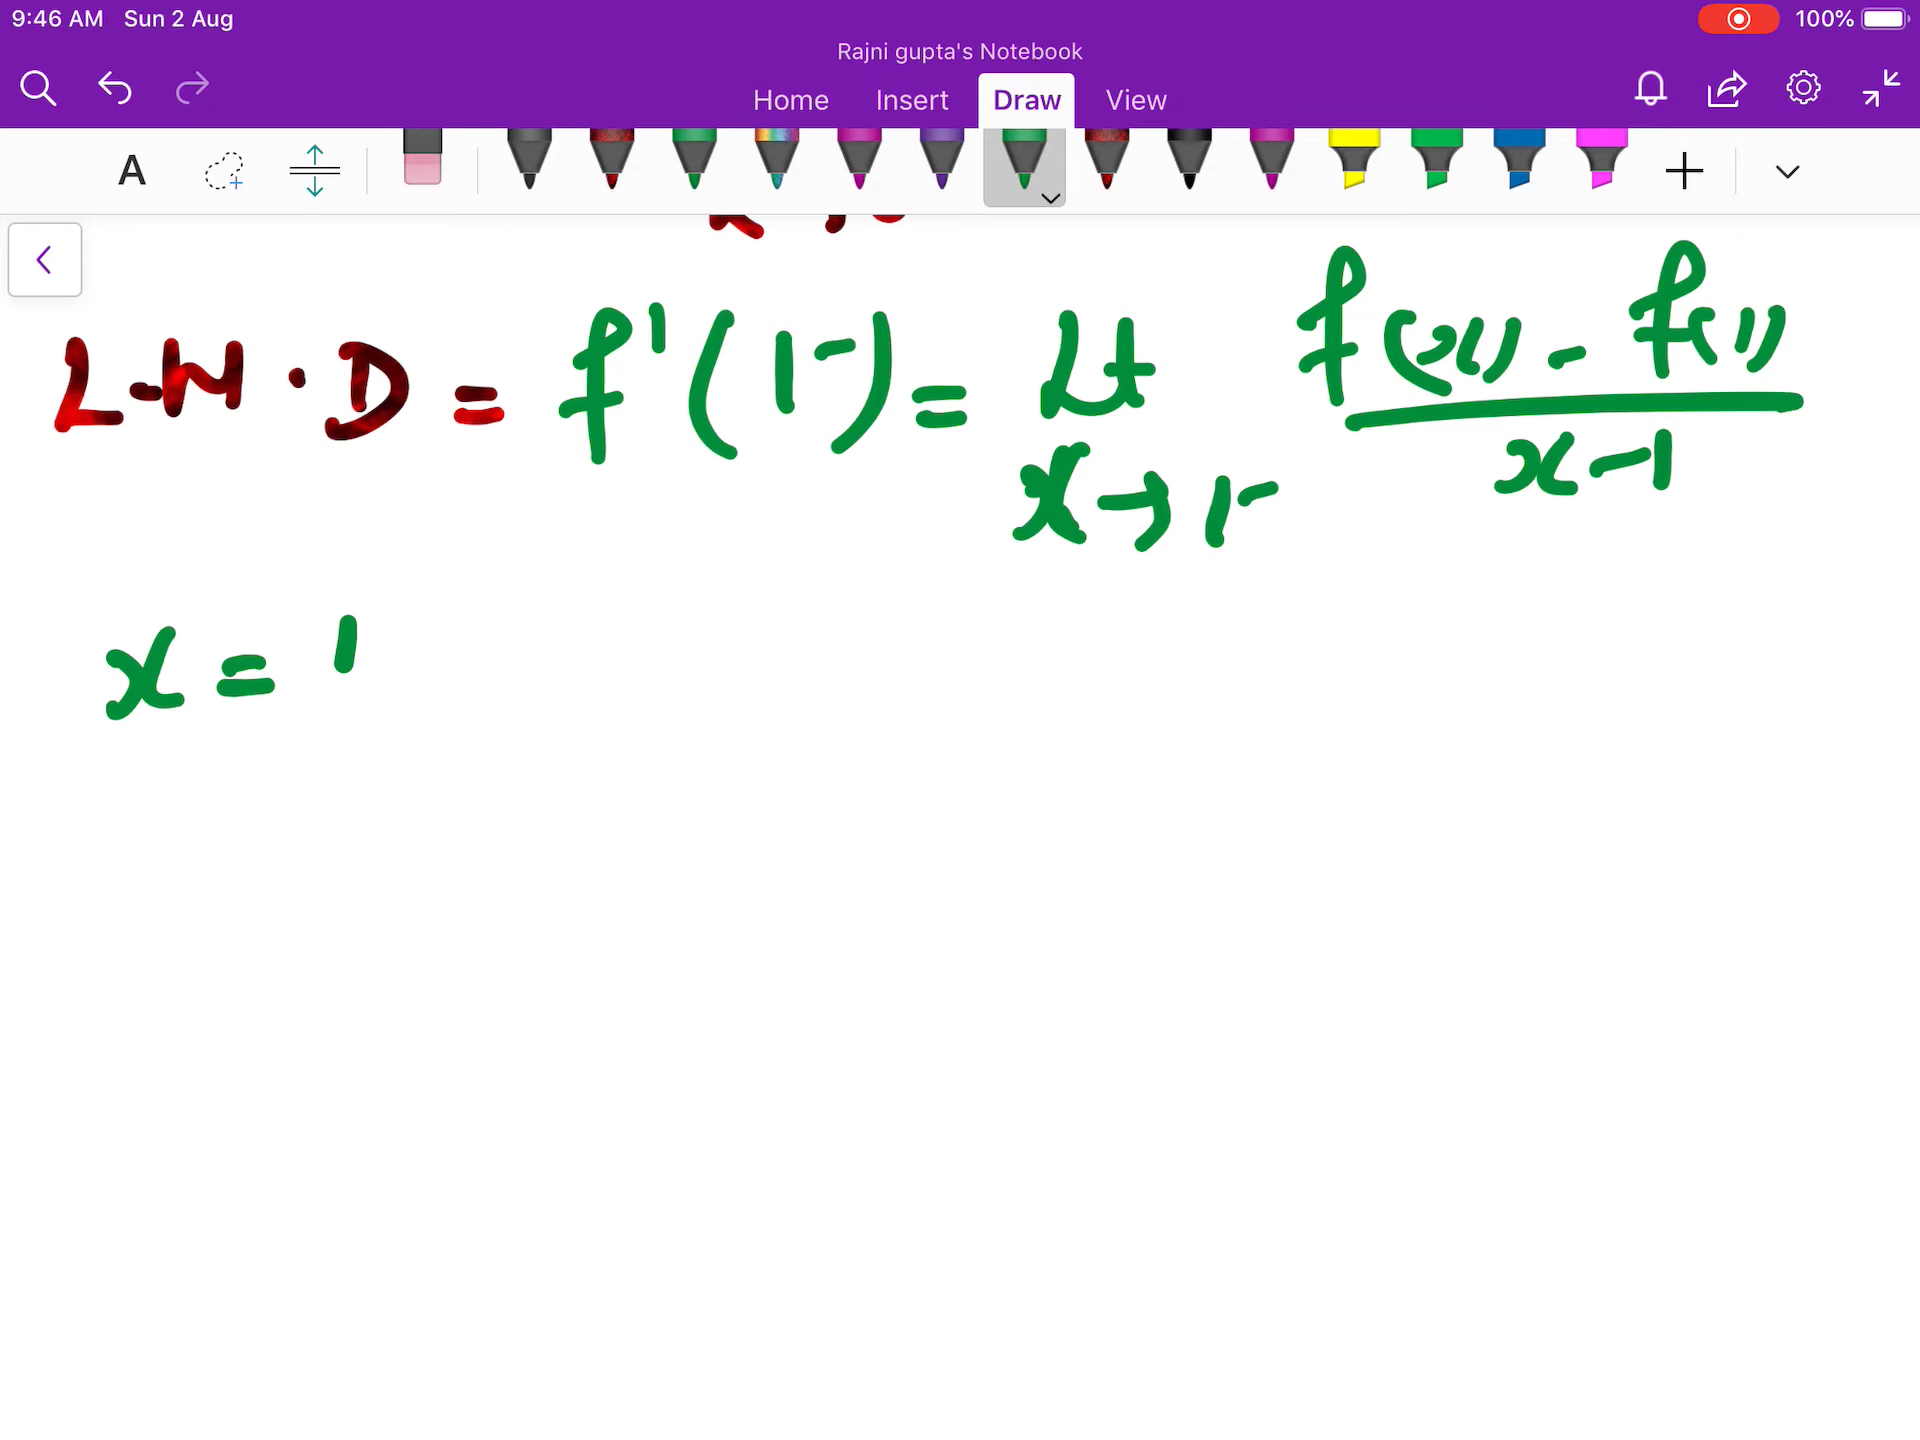 9:46 AM Sun 2 Aug
100%
Rajni gupta's Notebook
Home Insert Draw View
A
L-H.D = f'(1⁻) = Lt f(x) - f(1)
x→1⁻ x-1
x = 1